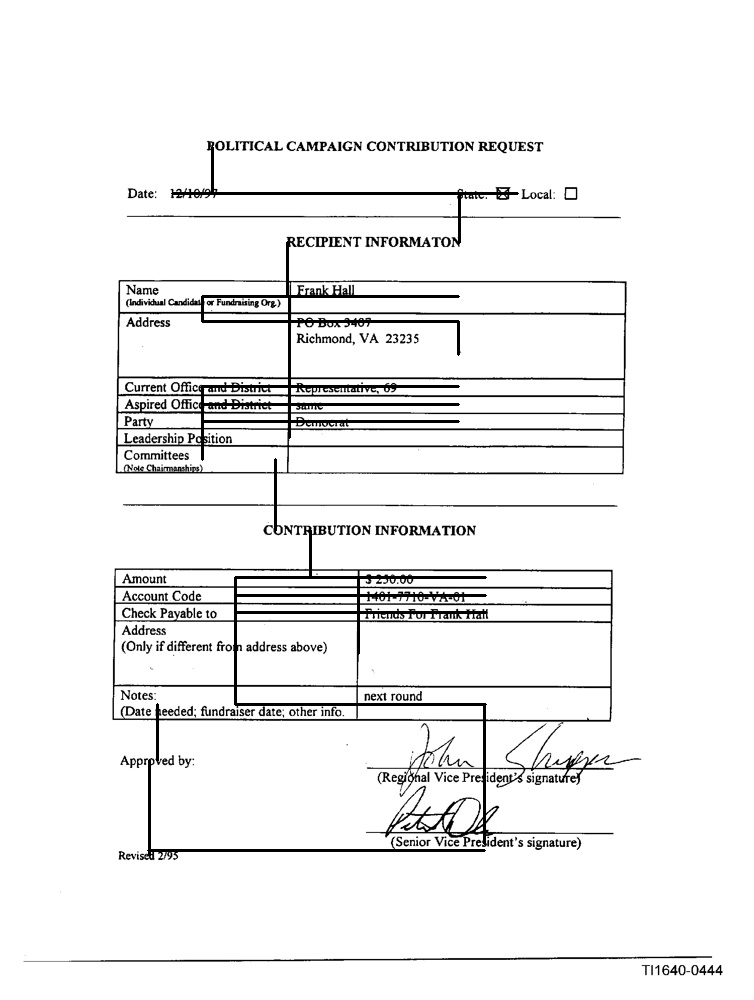 POLITICAL CAMPAIGN CONTRIBUTION REQUEST
Date: 12/10/97 State: ☒ Local: ☐
RECIPIENT INFORMATON
Name Frank Hall
(Individual Candidate or Fundraising Org.)
Address PO Box 3407
Richmond, VA 23235
Current Office and District Representative, 69
Aspired Office and District same
Party Democrat
Leadership Position
Committees
(Note Chairmanships)
CONTRIBUTION INFORMATION
Amount $ 250.00
Account Code 1401-7710-VA-01
Check Payable to Friends For Frank Hall
Address
(Only if different from address above)
Notes: next round
(Date needed; fundraiser date; other info.
Approved by: John
(Regional Vice President's signature)
(Senior Vice President's signature)
Revised 2/95
TI1640-0444